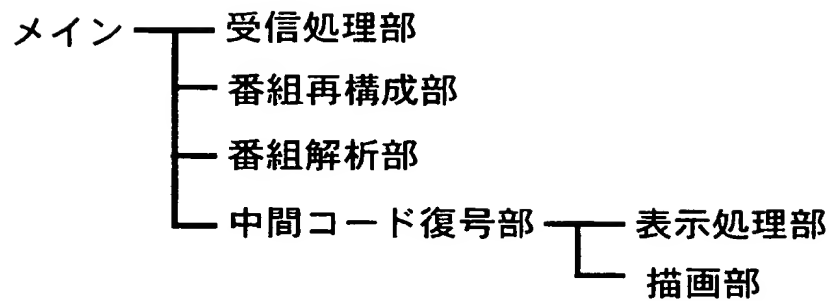 メイン 受信処理部
番組再構成部
番組解析部
中間コード復号部 表示処理部
描画部